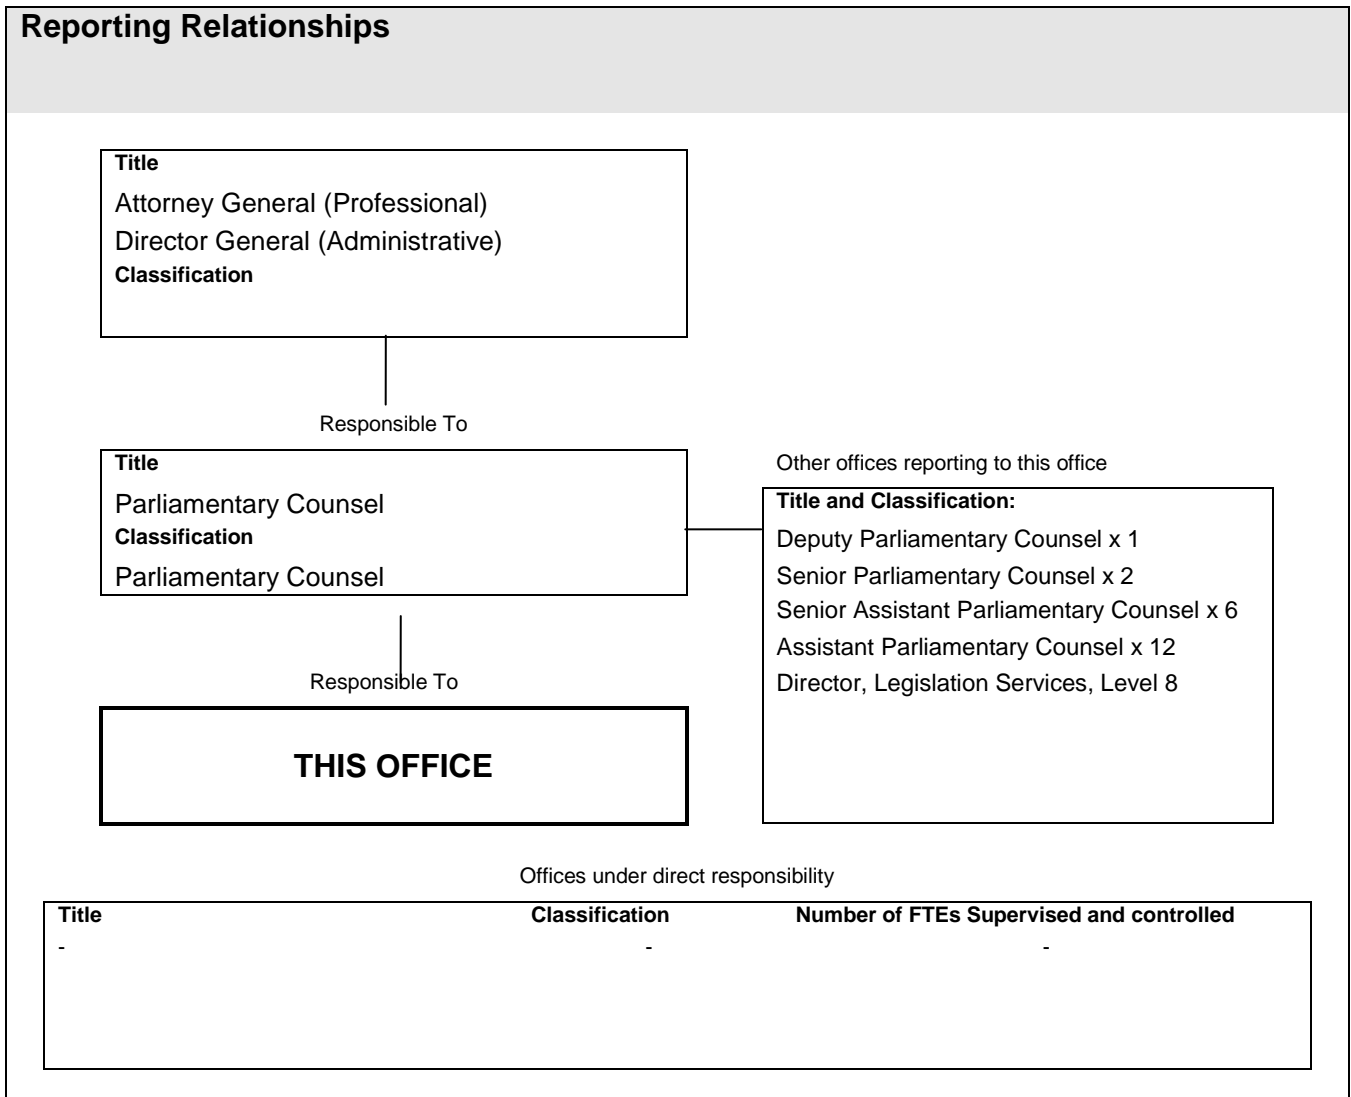 Reporting Relationships
Title
Attorney General (Professional)
Director General (Administrative)
Classification
Responsible To
Title
Parliamentary Counsel
Classification
Parliamentary Counsel
Other offices reporting to this office
Title and Classification:
Deputy Parliamentary Counsel x 1
Senior Parliamentary Counsel x 2
Senior Assistant Parliamentary Counsel x 6
Assistant Parliamentary Counsel x 12
Director, Legislation Services, Level 8
Responsible To
THIS OFFICE
Offices under direct responsibility
Title Classification Number of FTEs Supervised and controlled
- - -